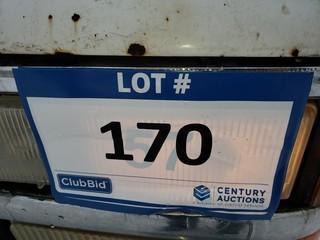 LOT #
170
ClubBid
CENTURY
AUCTIONS